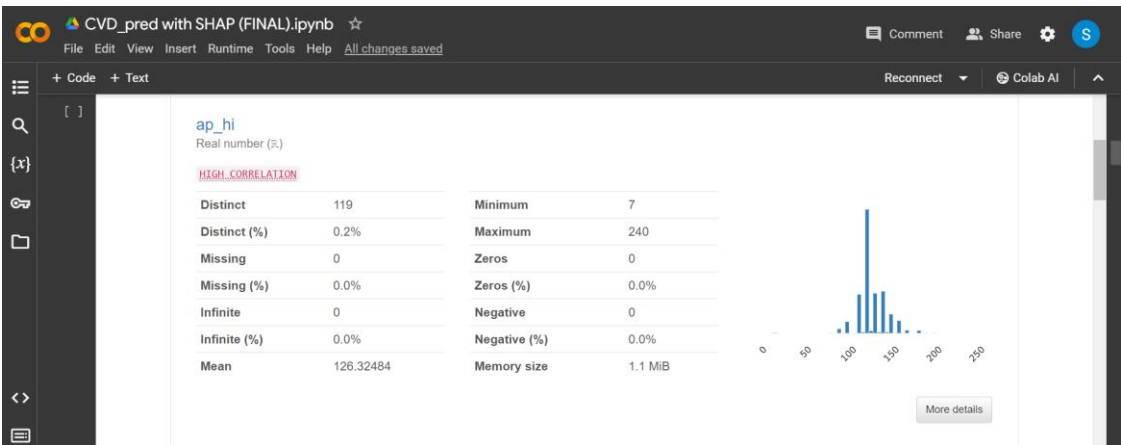 CVD_pred with SHAP (FINAL).ipynb
File Edit View Insert Runtime Tools Help All changes saved
Comment Share S
+ Code + Text
Reconnect Colab AI
[ ]
{x}
ap_hi
Real number (ℝ)
HIGH CORRELATION
Distinct 119 Minimum 7
Distinct (%) 0.2% Maximum 240
Missing 0 Zeros 0
Missing (%) 0.0% Zeros (%) 0.0%
Infinite 0 Negative 0
Infinite (%) 0.0% Negative (%) 0.0%
Mean 126.32484 Memory size 1.1 MiB
0 50 100 150 200 250
More details